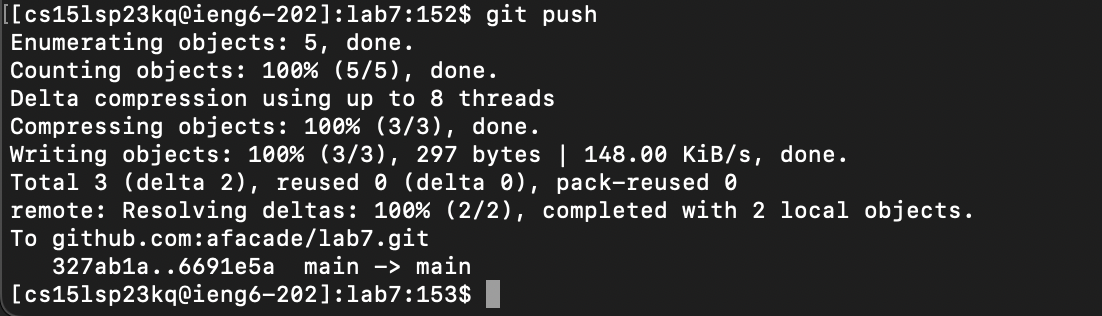 [[cs15lsp23kq@ieng6-202]:lab7:152$ git push
Enumerating objects: 5, done.
Counting objects: 100% (5/5), done.
Delta compression using up to 8 threads
Compressing objects: 100% (3/3), done.
Writing objects: 100% (3/3), 297 bytes | 148.00 KiB/s, done.
Total 3 (delta 2), reused 0 (delta 0), pack-reused 0
remote: Resolving deltas: 100% (2/2), completed with 2 local objects.
To github.com:afacade/lab7.git
   327ab1a..6691e5a  main -> main
[cs15lsp23kq@ieng6-202]:lab7:153$